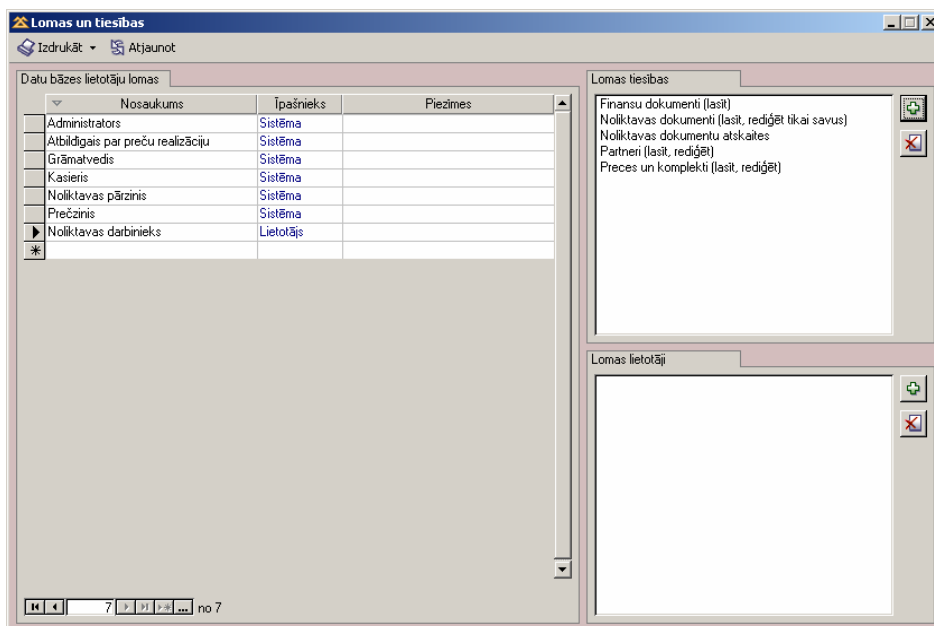 Lomas un tiesības
Izdrukāt Atjaunot
Datu bāzes lietotāju lomas
Nosaukums Īpašnieks Piezīmes
Administrators Sistēma
Atbildīgais par preču realizāciju Sistēma
Grāmatvedis Sistēma
Kasieris Sistēma
Noliktavas pārzinis Sistēma
Prečzinis Sistēma
Noliktavas darbinieks Lietotājs
7 no 7
Lomas tiesības
Finansu dokumenti (lasīt)
Noliktavas dokumenti (lasīt, rediģēt tikai savus)
Noliktavas dokumentu atskaites
Partneri (lasīt, rediģēt)
Preces un komplekti (lasīt, rediģēt)
Lomas lietotāji